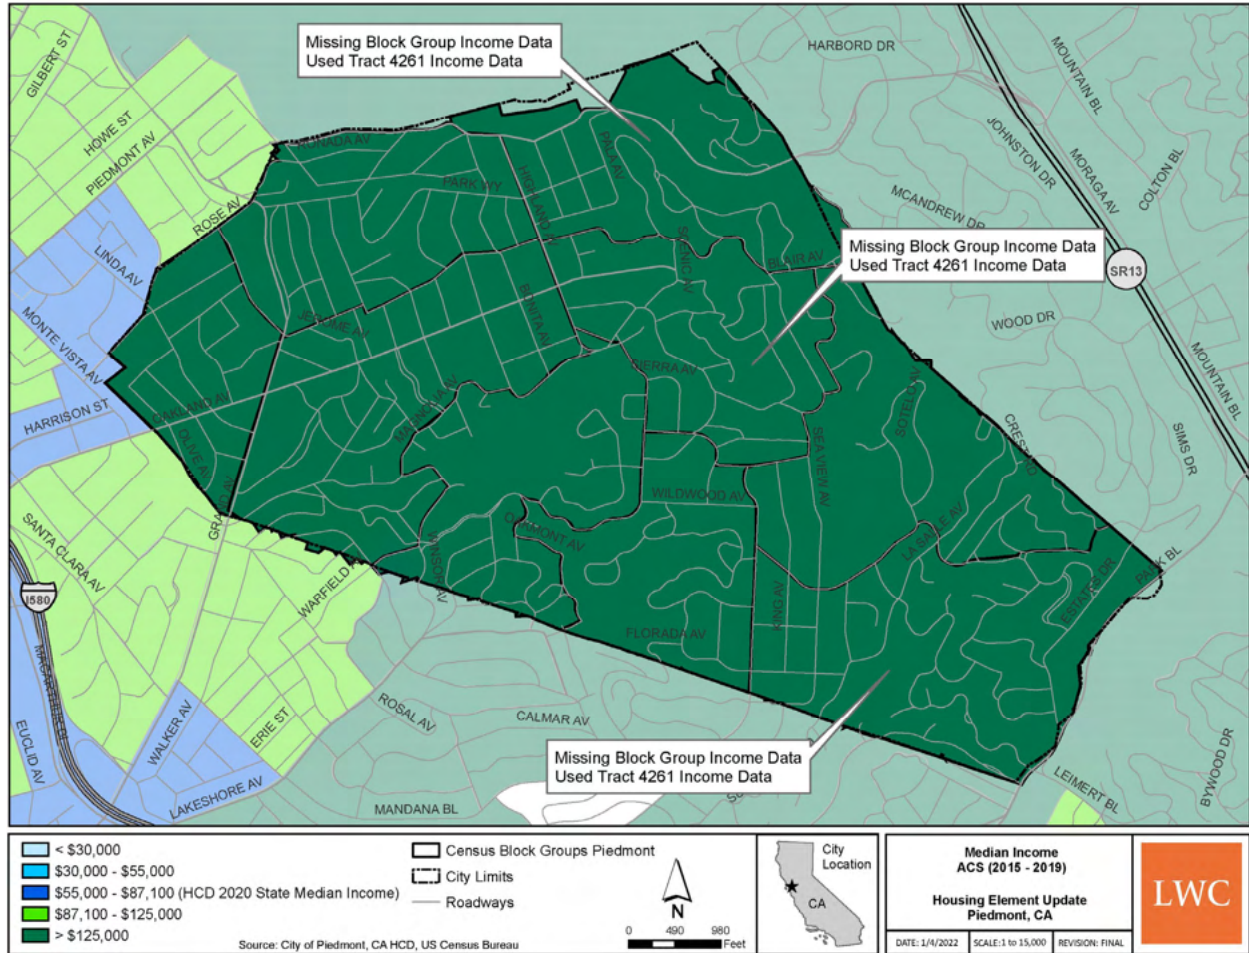 Missing Block Group Income Data
Used Tract 4261 Income Data
HARBORD DR
MOUNTAIN BL
GILBERT ST
HOWE ST
PIEDMONT AV
JOHNSTON DR
MORAGA AV
COLTON BL
PALA AV
PARK WY
HIGHLAND AV
MCANDREW DR
ROSE AV
LINDA AV
SCENIC AV
BLAIR AV
Missing Block Group Income Data
Used Tract 4261 Income Data
SR13
BONITA AV
JEROME AV
WOOD DR
MONTE VISTA AV
MOUNTAIN BL
SIERRA AV
HARRISON ST
OAKLAND AV
MAGNOLIA AV
SOTELO AV
OLIVE AV
SEA VIEW AV
SIMS DR
WILDWOOD AV
GRAND AV
LA SALLE AV
SANTA CLARA AV
WINSOR AV
PARK BL
I580
WARFIELD
ESTATES DR
KING AV
FLORADA AV
MACARTHUR BL
ROSAL AV
CALMAR AV
ERIE ST
WALKER AV
EUCLID AV
BYWOOD DR
Missing Block Group Income Data
Used Tract 4261 Income Data
LEIMERT BL
LAKESHORE AV
MANDANA BL
< $30,000
$30,000 - $55,000
$55,000 - $87,100 (HCD 2020 State Median Income)
$87,100 - $125,000
> $125,000
Census Block Groups Piedmont
City Limits
Roadways
Source: City of Piedmont, CA HCD, US Census Bureau
N
0 490 980
Feet
City
Location
CA
Median Income
ACS (2015 - 2019)
Housing Element Update
Piedmont, CA
DATE: 1/4/2022
SCALE:1 to 15,000
REVISION: FINAL
LWC